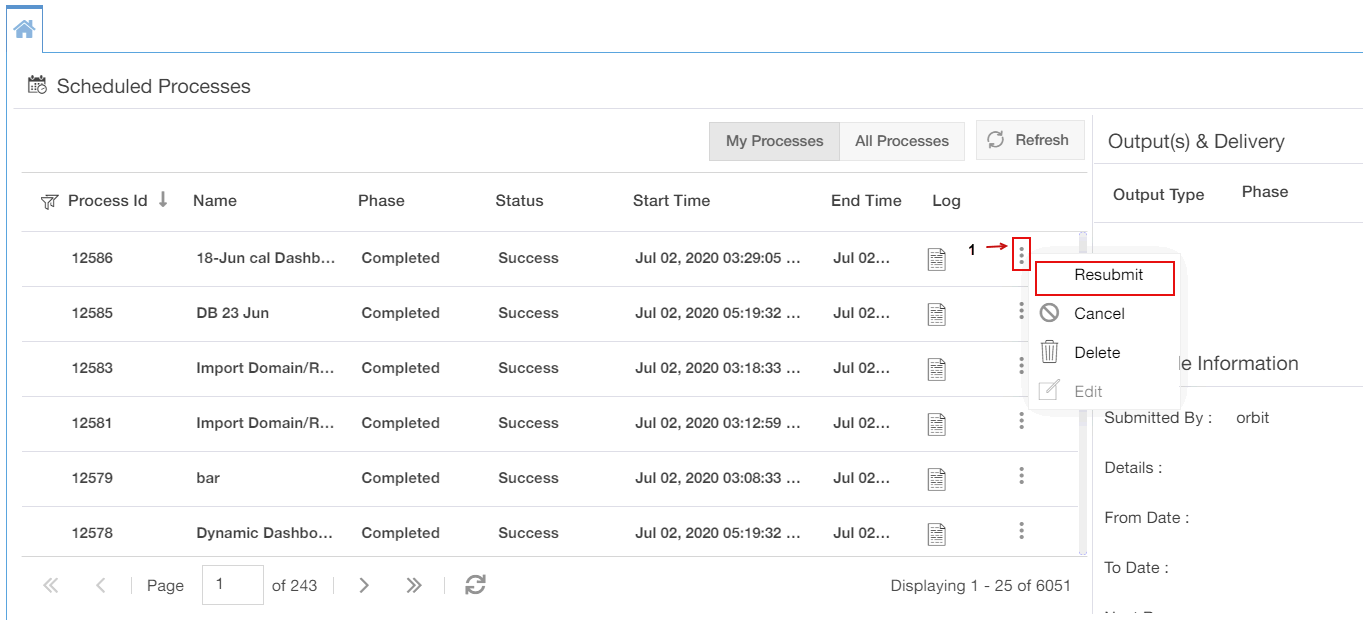 Scheduled Processes
My Processes All Processes Refresh
Output(s) & Delivery
Process Id Name Phase Status Start Time End Time Log
Output Type Phase
12586 18-Jun cal Dashb... Completed Success Jul 02, 2020 03:29:05 ... Jul 02... 1
Resubmit
12585 DB 23 Jun Completed Success Jul 02, 2020 05:19:32 ... Jul 02...
Cancel
Delete
12583 Import Domain/R... Completed Success Jul 02, 2020 03:18:33 ... Jul 02...
Information
Edit
12581 Import Domain/R... Completed Success Jul 02, 2020 03:12:59 ... Jul 02...
Submitted By : orbit
Details :
12579 bar Completed Success Jul 02, 2020 03:08:33 ... Jul 02...
From Date :
12578 Dynamic Dashbo... Completed Success Jul 02, 2020 05:19:32 ... Jul 02...
To Date :
Page 1 of 243 Displaying 1 - 25 of 6051